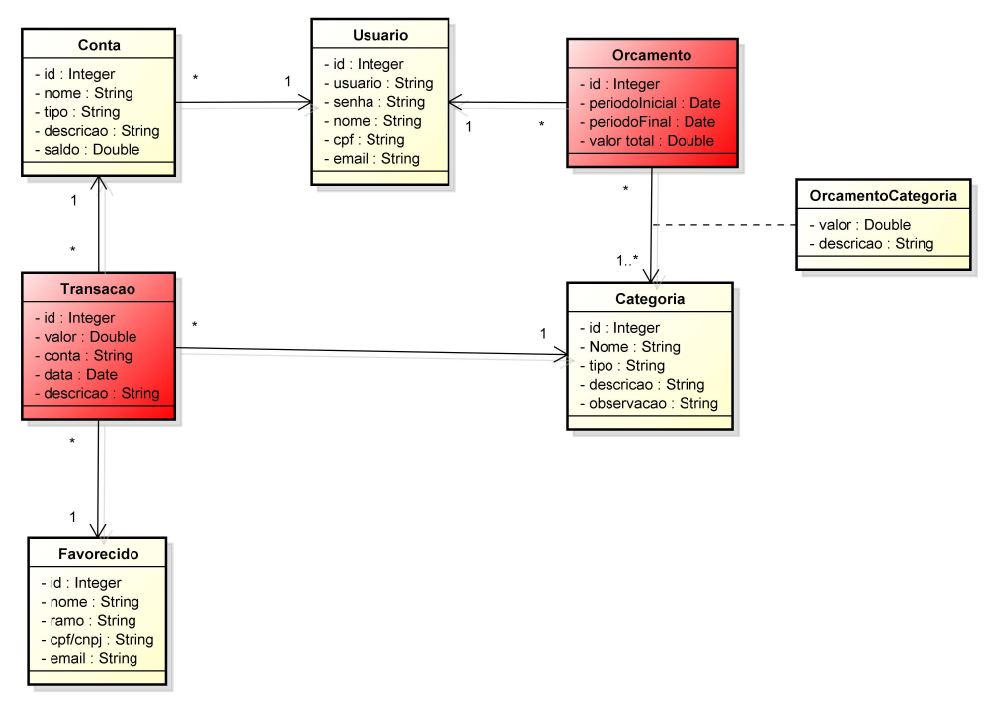 Conta
- id : Integer
- nome : String
- tipo : String
- descricao : String
- saldo : Double
*
1
Usuario
- id : Integer
- usuario : String
- senha : String
- nome : String
- cpf : String
- email : String
1
*
Orcamento
- id : Integer
- periodoInicial : Date
- periodoFinal : Date
- valor total : Double
*
1..*
OrcamentoCategoria
- valor : Double
- descricao : String
1
*
Transacao
- id : Integer
- valor : Double
- conta : String
- data : Date
- descricao : String
*
1
Categoria
- id : Integer
- Nome : String
- tipo : String
- descricao : String
- observacao : String
*
1
Favorecido
- id : Integer
- nome : String
- ramo : String
- cpf/cnpj : String
- email : String